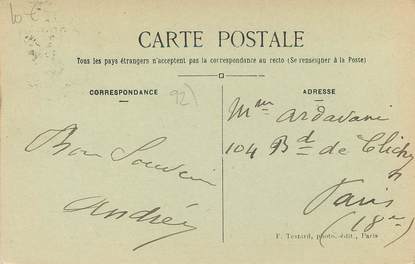 10 €
CARTE POSTALE
Tous les pays étrangers n'acceptent pas la correspondance au recto (Se renseigner à la Poste)
CORRESPONDANCE
92)
Bon Souvenir
André
ADRESSE
Mme Ardavani
104 Bd de Clichy
Paris
(18e)
F. Testard, photo.-édit., Paris